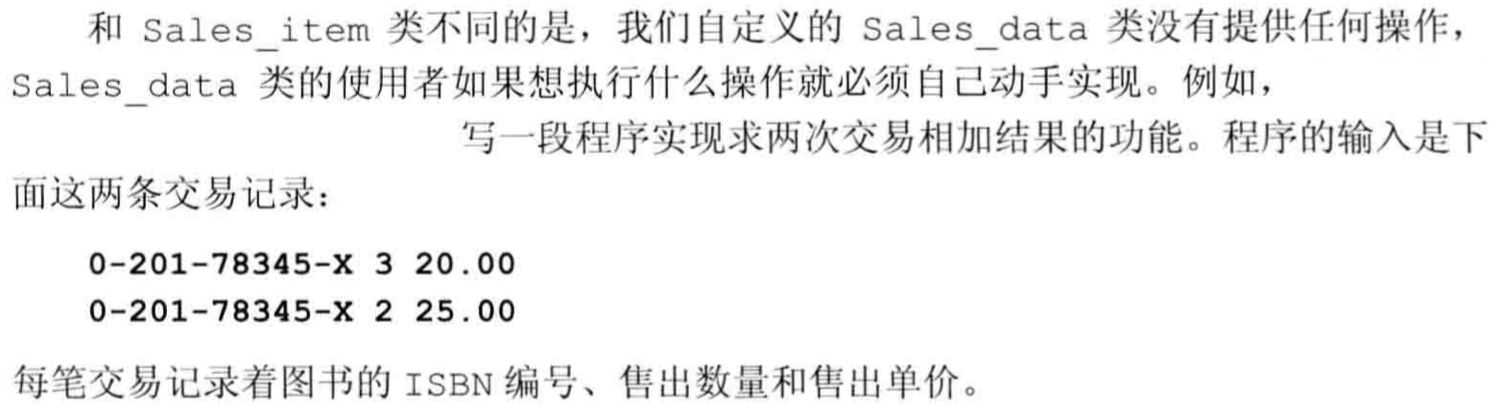 和 Sales_item 类不同的是，我们自定义的 Sales_data 类没有提供任何操作，
Sales_data 类的使用者如果想执行什么操作就必须自己动手实现。例如，
写一段程序实现求两次交易相加结果的功能。程序的输入是下
面这两条交易记录：
0-201-78345-X 3 20.00
0-201-78345-X 2 25.00
每笔交易记录着图书的 ISBN 编号、售出数量和售出单价。